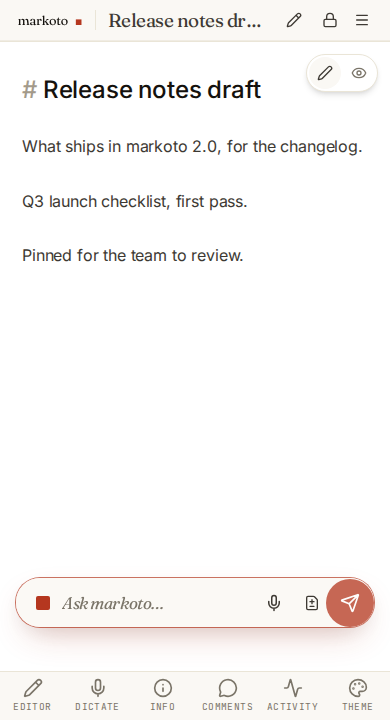 markoto
Release notes dr...
# Release notes draft
What ships in markoto 2.0, for the changelog.
Q3 launch checklist, first pass.
Pinned for the team to review.
Ask markoto...
EDITOR DICTATE INFO COMMENTS ACTIVITY THEME